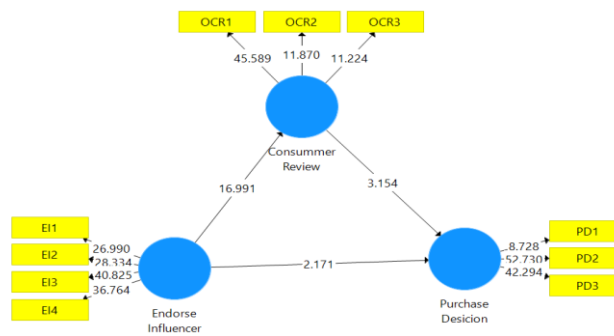 OCR1 OCR2 OCR3
45.589 11.870 11.224
Consummer
Review
16.991 3.154
EI1 26.990
EI2 28.334
EI3 40.825
EI4 36.764
Endorse
Influencer
2.171
8.728 PD1
52.730 PD2
42.294 PD3
Purchase
Desicion